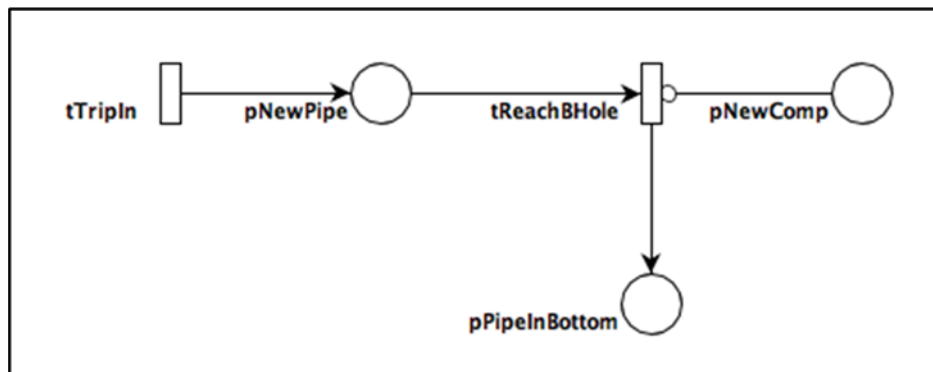 tTripIn
pNewPipe
tReachBHole
pNewComp
pPipeInBottom